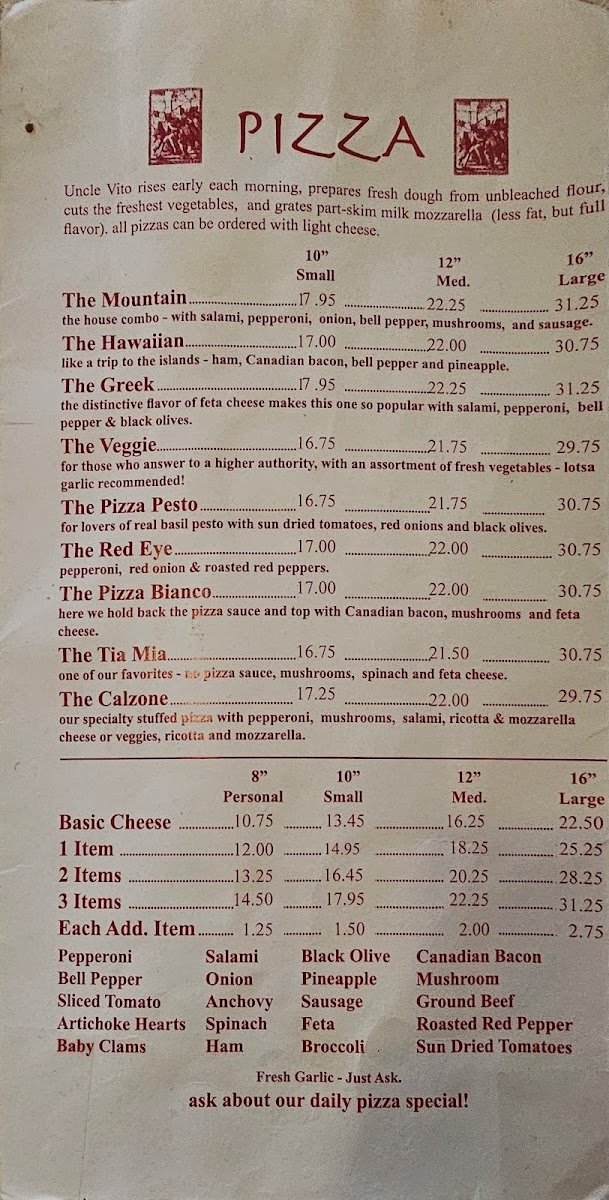 PIZZA
Uncle Vito rises early each morning, prepares fresh dough from unbleached flour,
cuts the freshest vegetables, and grates part-skim milk mozzarella (less fat, but full
flavor). all pizzas can be ordered with light cheese.
10” 12” 16”
Small Med. Large
The Mountain 17.95 22.25 31.25
the house combo - with salami, pepperoni, onion, bell pepper, mushrooms, and sausage.
The Hawaiian 17.00 22.00 30.75
like a trip to the islands - ham, Canadian bacon, bell pepper and pineapple.
The Greek 17.95 22.25 31.25
the distinctive flavor of feta cheese makes this one so popular with salami, pepperoni, bell
pepper & black olives.
The Veggie 16.75 21.75 29.75
for those who answer to a higher authority, with an assortment of fresh vegetables - lotsa
garlic recommended!
The Pizza Pesto 16.75 21.75 30.75
for lovers of real basil pesto with sun dried tomatoes, red onions and black olives.
The Red Eye 17.00 22.00 30.75
pepperoni, red onion & roasted red peppers.
The Pizza Bianco 17.00 22.00 30.75
here we hold back the pizza sauce and top with Canadian bacon, mushrooms and feta
cheese.
The Tia Mia 16.75 21.50 30.75
one of our favorites - no pizza sauce, mushrooms, spinach and feta cheese.
The Calzone 17.25 22.00 29.75
our specialty stuffed pizza with pepperoni, mushrooms, salami, ricotta & mozzarella
cheese or veggies, ricotta and mozzarella.
8” 10” 12” 16”
Personal Small Med. Large
Basic Cheese 10.75 13.45 16.25 22.50
1 Item 12.00 14.95 18.25 25.25
2 Items 13.25 16.45 20.25 28.25
3 Items 14.50 17.95 22.25 31.25
Each Add. Item 1.25 1.50 2.00 2.75
Pepperoni Salami Black Olive Canadian Bacon
Bell Pepper Onion Pineapple Mushroom
Sliced Tomato Anchovy Sausage Ground Beef
Artichoke Hearts Spinach Feta Roasted Red Pepper
Baby Clams Ham Broccoli Sun Dried Tomatoes
Fresh Garlic - Just Ask.
ask about our daily pizza special!